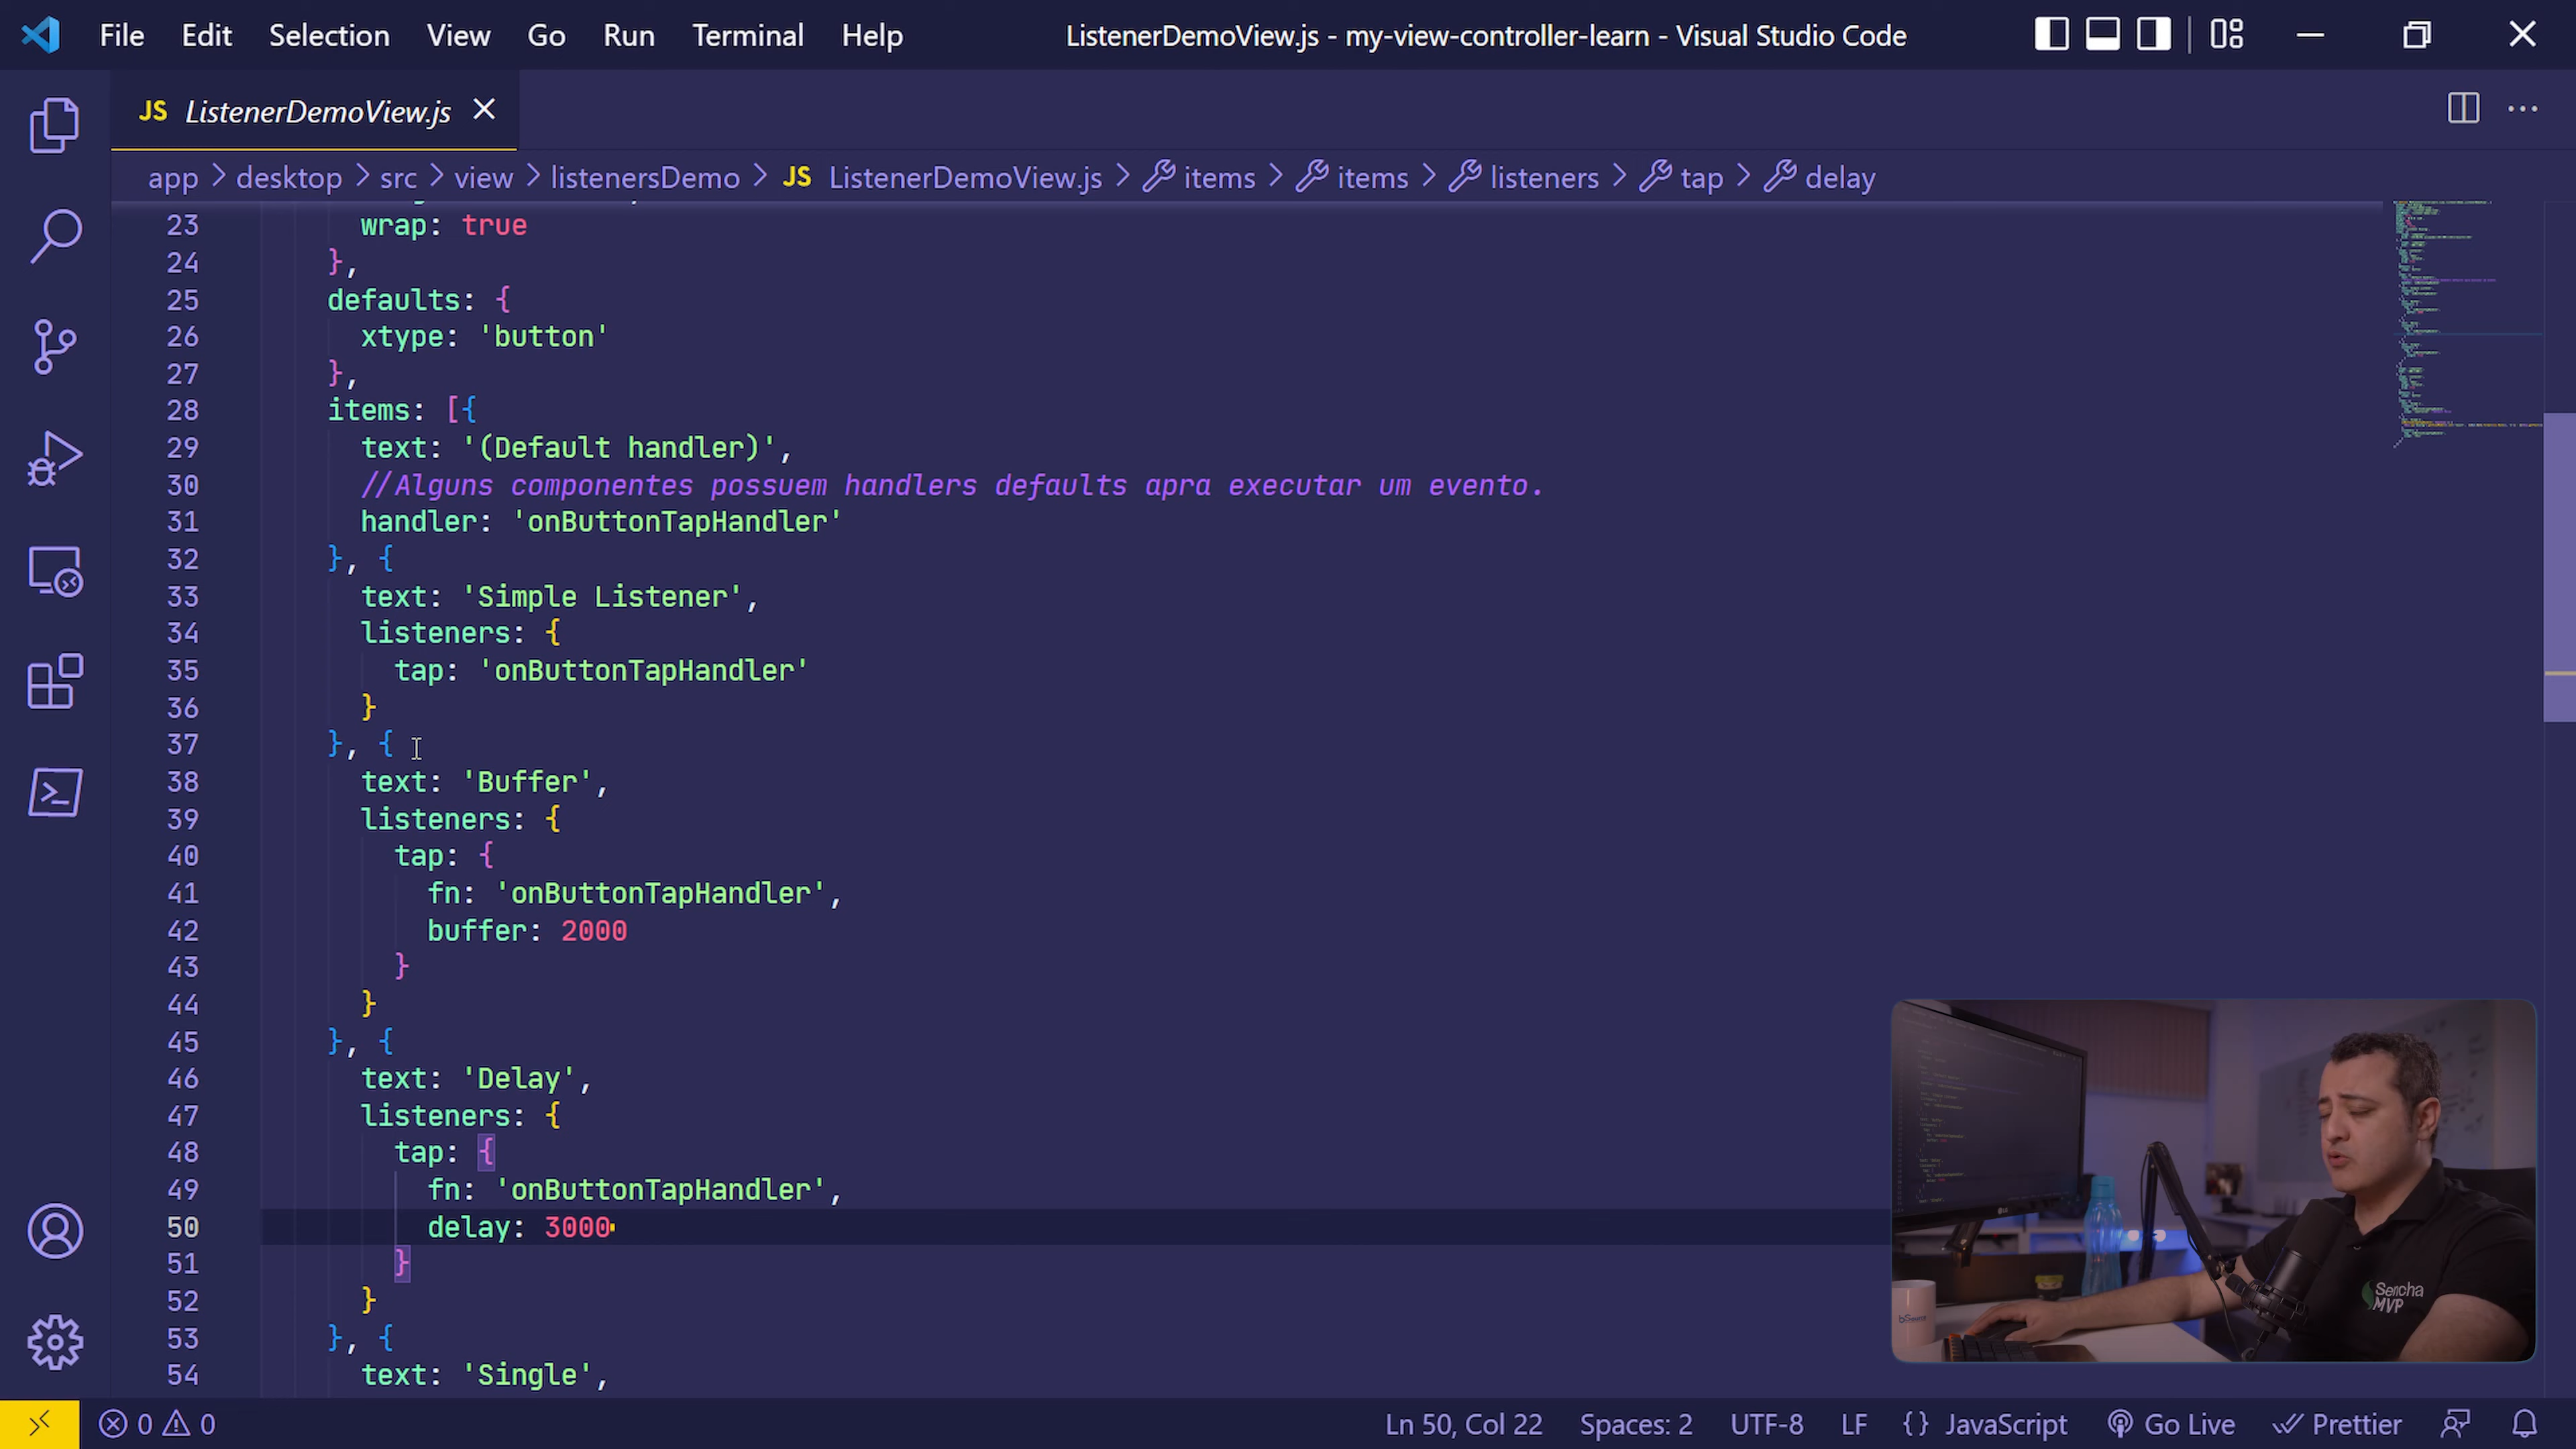 File Edit Selection View Go Run Terminal Help ListenerDemoView.js - my-view-controller-learn - Visual Studio Code
JS ListenerDemoView.js
app > desktop > src > view > listenersDemo > JS ListenerDemoView.js > items > items > listeners > tap > delay
23 wrap: true
24 },
25 defaults: {
26 xtype: 'button'
27 },
28 items: [{
29 text: '(Default handler)',
30 //Alguns componentes possuem handlers defaults apra executar um evento.
31 handler: 'onButtonTapHandler'
32 }, {
33 text: 'Simple Listener',
34 listeners: {
35 tap: 'onButtonTapHandler'
36 }
37 }, {
38 text: 'Buffer',
39 listeners: {
40 tap: {
41 fn: 'onButtonTapHandler',
42 buffer: 2000
43 }
44 }
45 }, {
46 text: 'Delay',
47 listeners: {
48 tap: {
49 fn: 'onButtonTapHandler',
50 delay: 3000
51 }
52 }
53 }, {
54 text: 'Single',
Sencha
MVP
0 0 Ln 50, Col 22 Spaces: 2 UTF-8 LF {} JavaScript Go Live Prettier